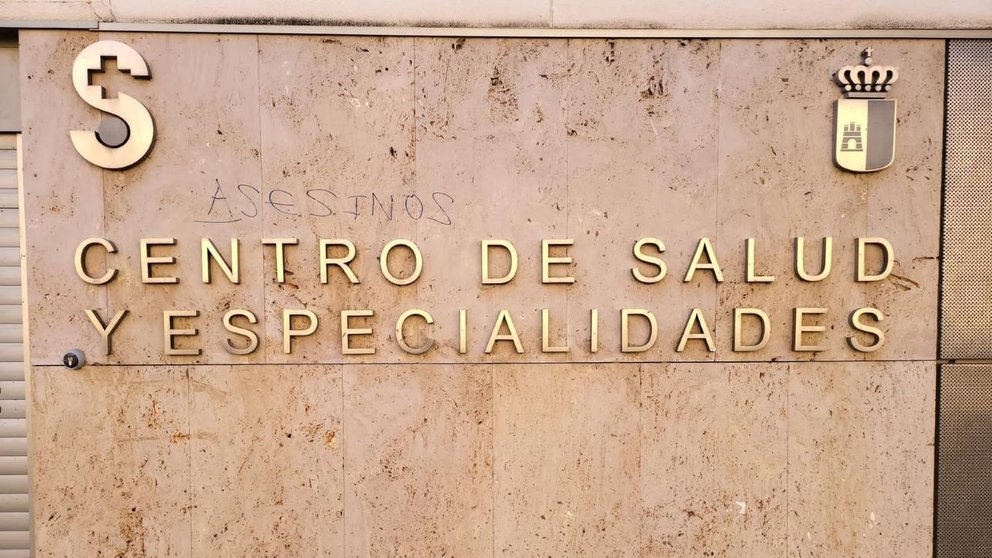 S
ASESINOS
CENTRO DE SALUD
Y ESPECIALIDADES